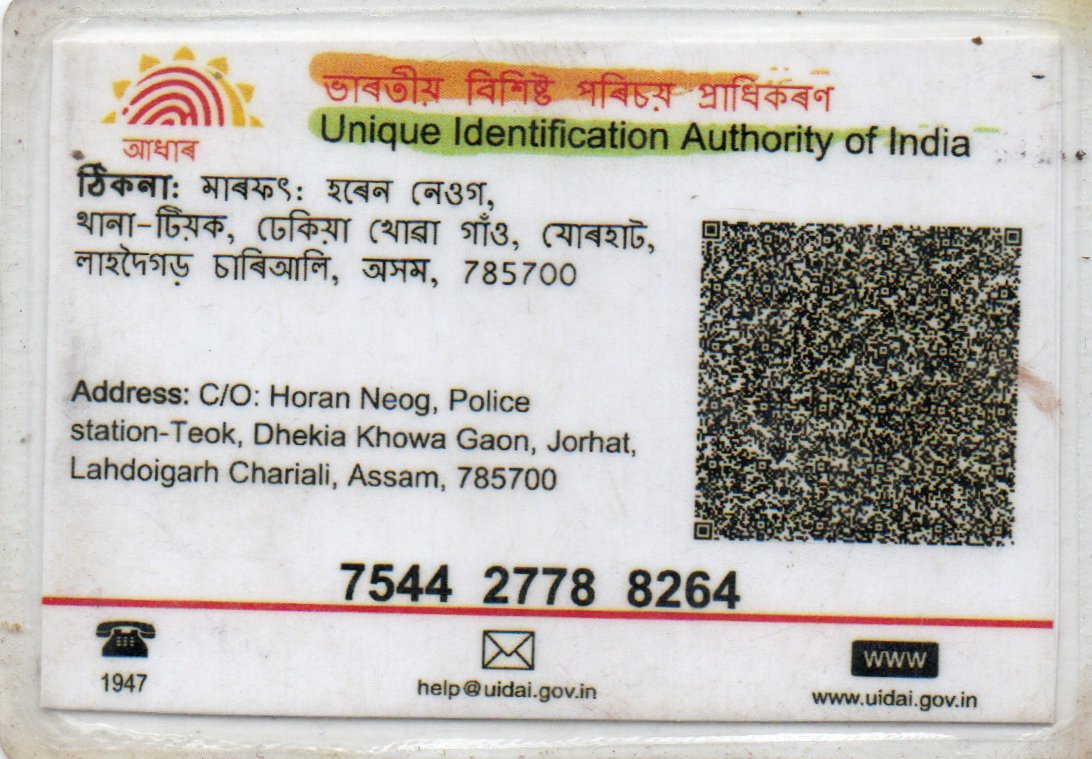 ভাৰতীয় বিশিষ্ট পৰিচয় প্ৰাধিকৰণ
Unique Identification Authority of India
আধাৰ
ঠিকনা: মাৰফৎ: হৰেন নেওগ,
থানা-টিয়ক, ঢেকিয়া খোৱা গাঁও, যোৰহাট,
লাহদৈগড় চাৰিআলি, অসম, 785700
Address: C/O: Horan Neog, Police
station-Teok, Dhekia Khowa Gaon, Jorhat,
Lahdoigarh Chariali, Assam, 785700
7544 2778 8264
1947
help@uidai.gov.in
www
www.uidai.gov.in